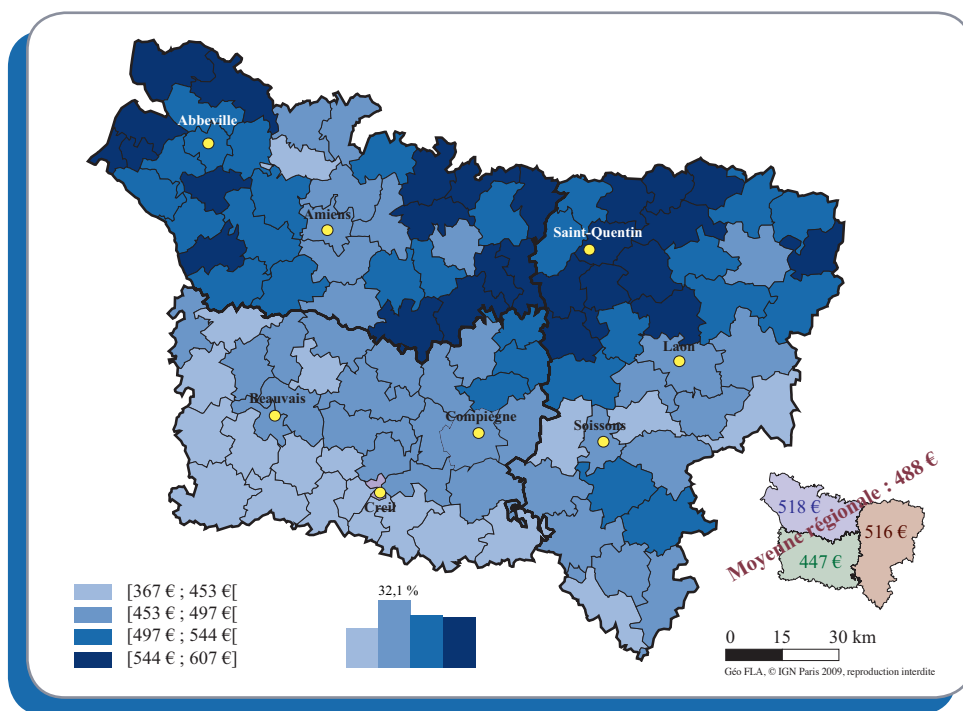 Abbeville
Amiens
Saint-Quentin
Laon
Beauvais
Compiègne
Soissons
Creil
Moyenne régionale : 488 €
518 €
516 €
447 €
[367 € ; 453 €[
[453 € ; 497 €[
[497 € ; 544 €[
[544 € ; 607 €]
32,1 %
0 15 30 km
Géo FLA, © IGN Paris 2009, reproduction interdite